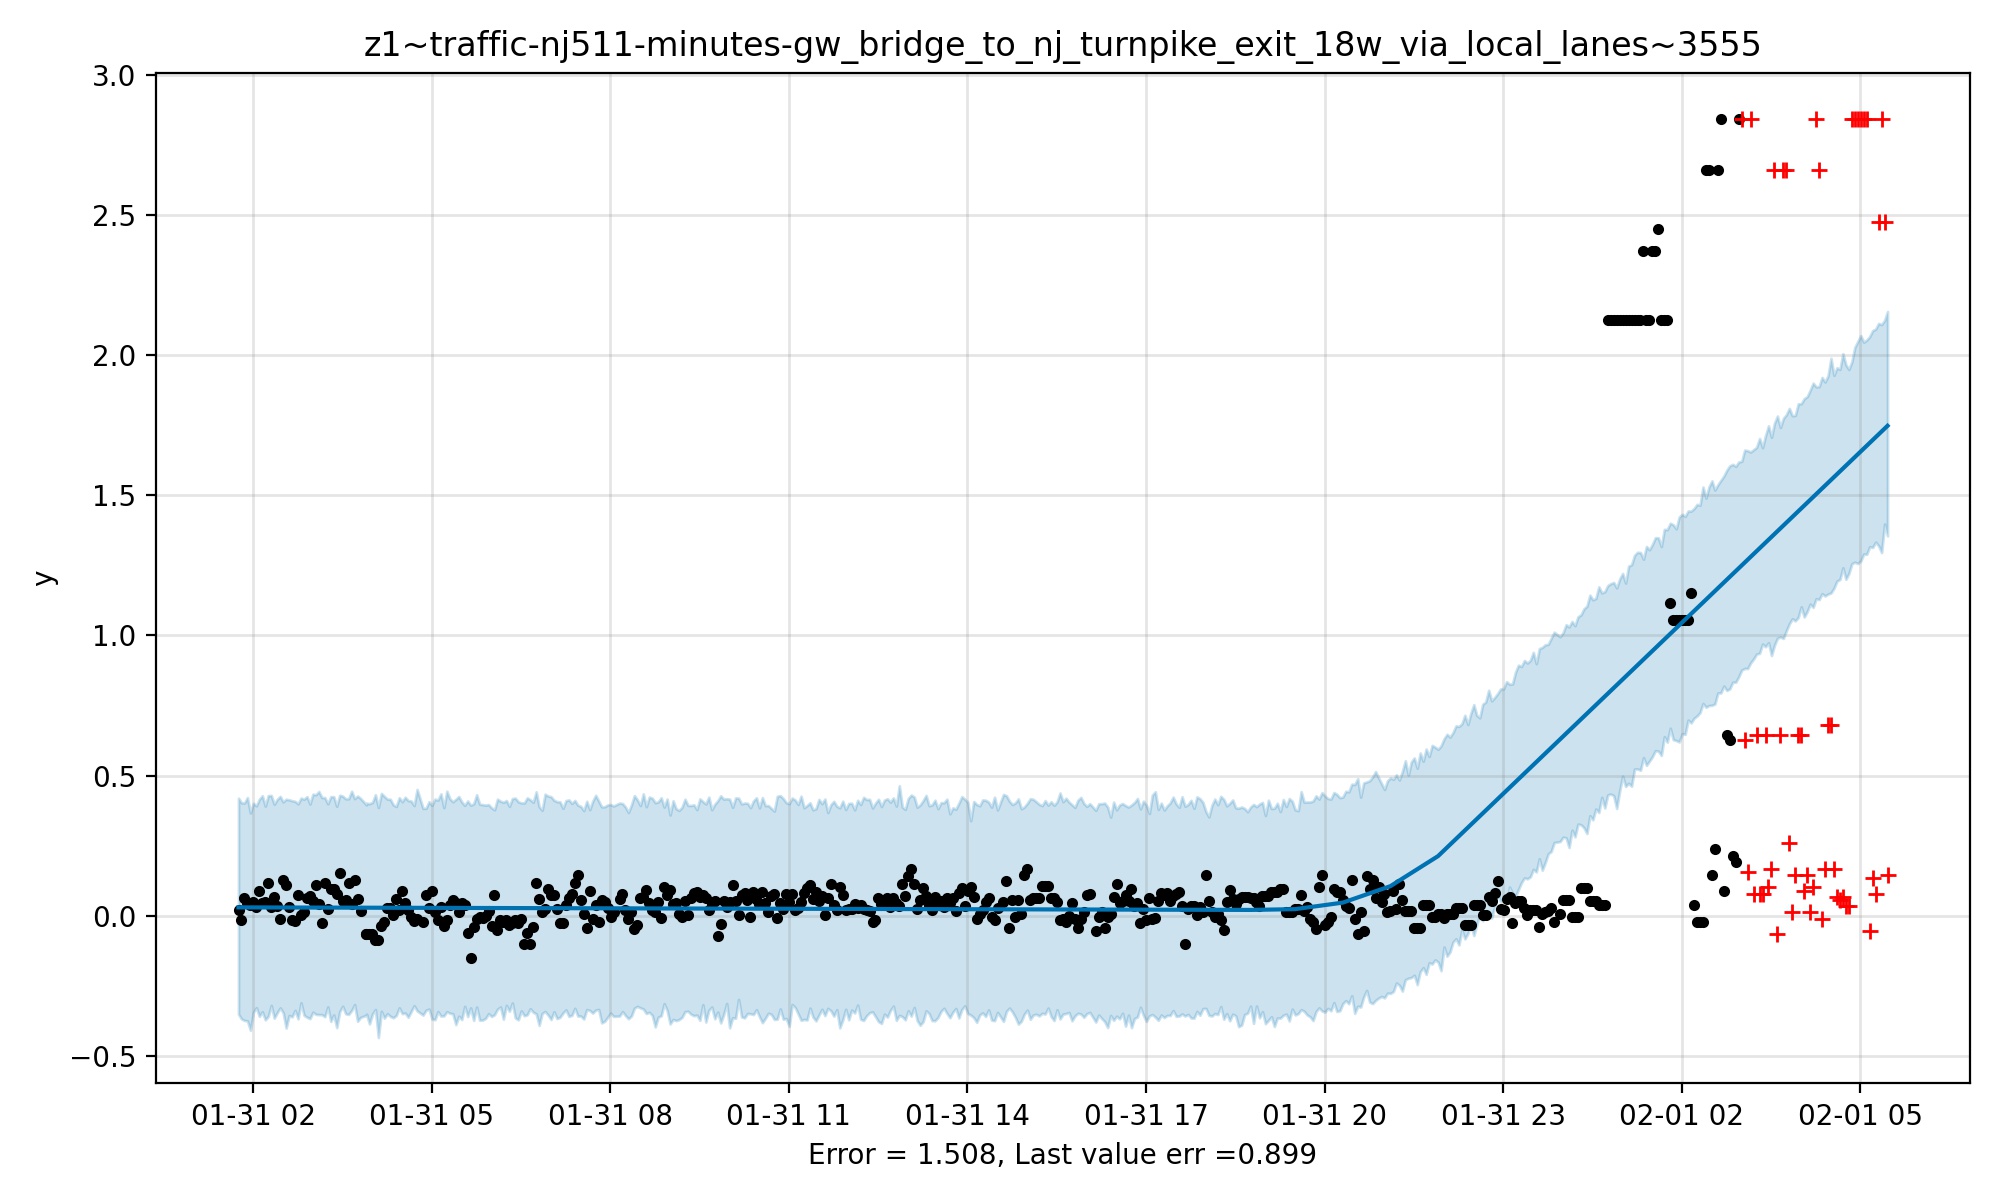 z1~traffic-nj511-minutes-gw_bridge_to_nj_turnpike_exit_18w_via_local_lanes~3555
3.0
2.5
2.0
1.5
1.0
0.5
0.0
−0.5
y
01-31 02 01-31 05 01-31 08 01-31 11 01-31 14 01-31 17 01-31 20 01-31 23 02-01 02 02-01 05
Error = 1.508, Last value err =0.899